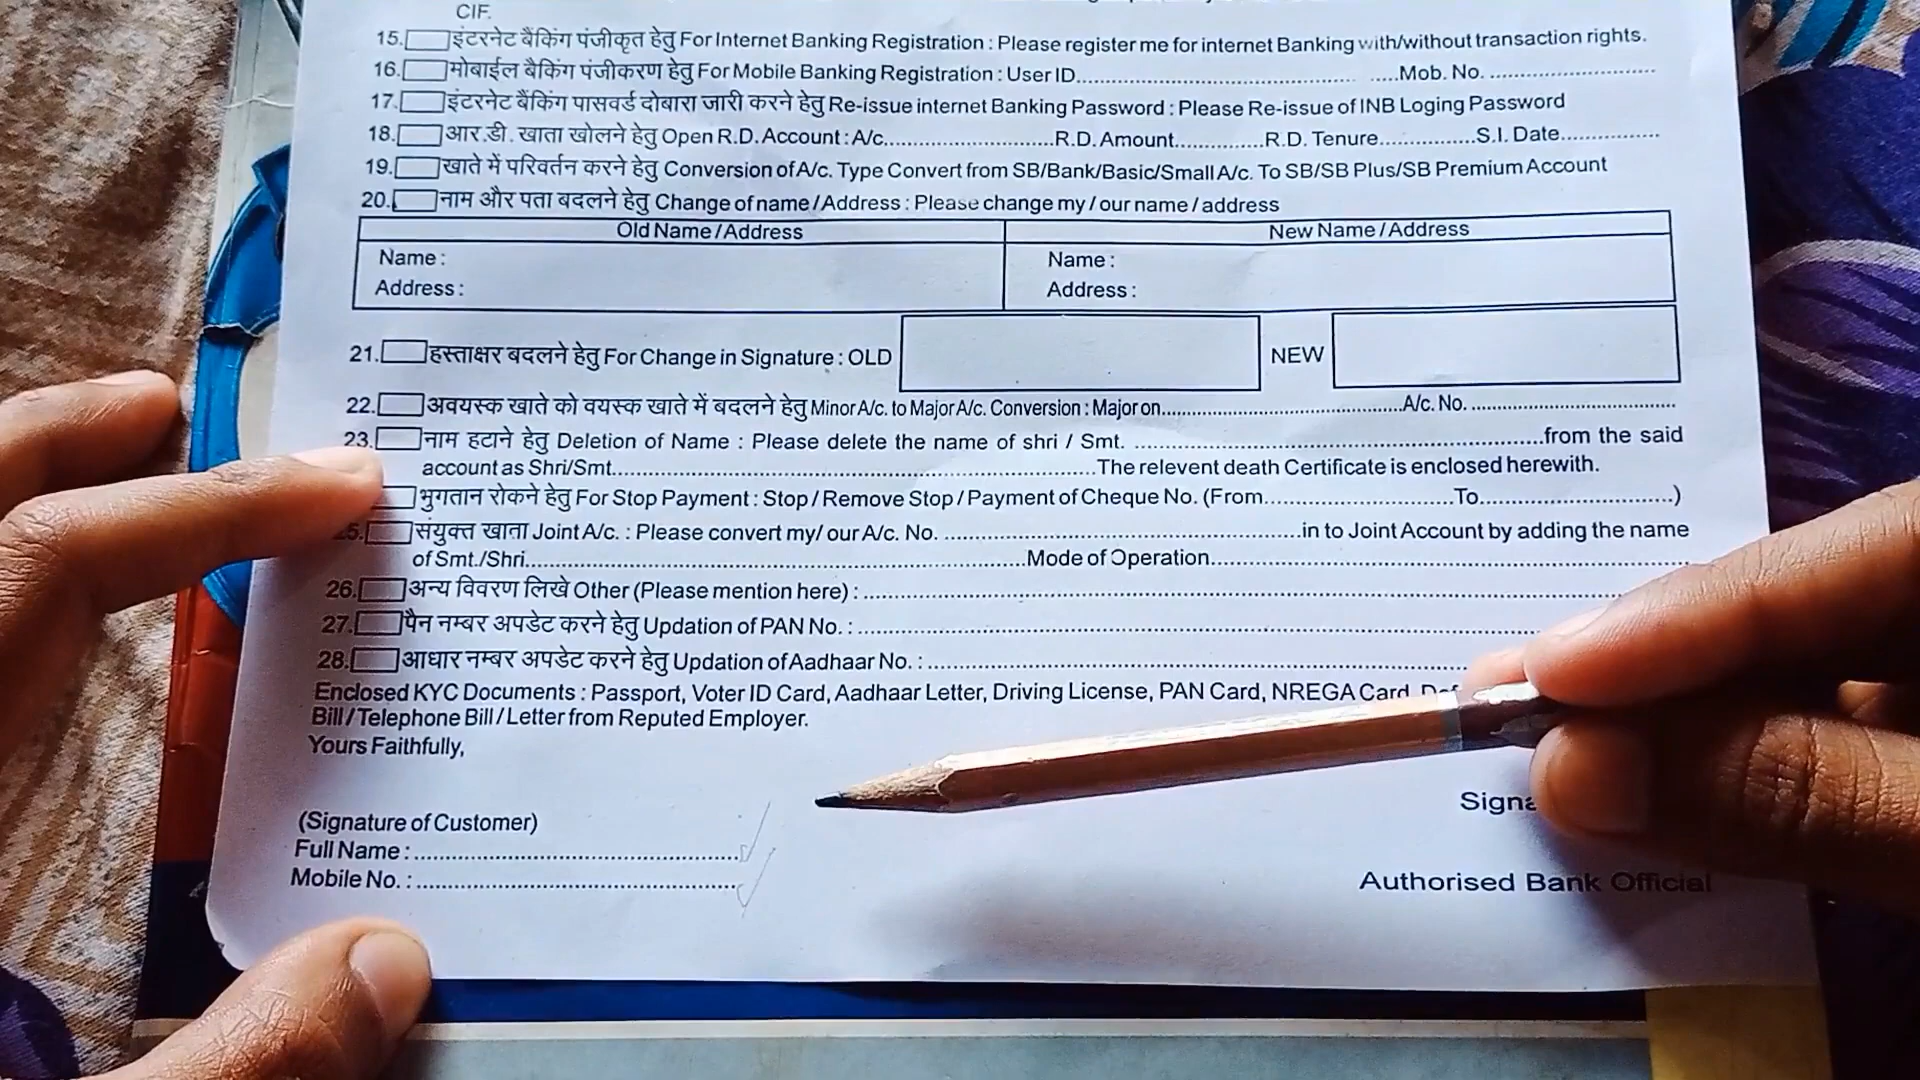 CIF.
15. इंटरनेट बैंकिंग पंजीकृत हेतु For Internet Banking Registration : Please register me for internet Banking with/without transaction rights.
16. मोबाईल बैकिंग पंजीकरण हेतु For Mobile Banking Registration : User ID.......................................................... ......Mob. No. ...................................
17. इंटरनेट बैंकिंग पासवर्ड दोबारा जारी करने हेतु Re-issue internet Banking Password : Please Re-issue of INB Loging Password
18. आर.डी. खाता खोलने हेतु Open R.D. Account : A/c...................................R.D. Amount..................R.D. Tenure...................S.I. Date.....................
19. खाते में परिवर्तन करने हेतु Conversion of A/c. Type Convert from SB/Bank/Basic/Small A/c. To SB/SB Plus/SB Premium Account
20. नाम और पता बदलने हेतु Change of name / Address : Please change my / our name / address
Old Name / Address New Name / Address
Name : Name :
Address : Address :
21. हस्ताक्षर बदलने हेतु For Change in Signature : OLD NEW
22. अवयस्क खाते को वयस्क खाते में बदलने हेतु Minor A/c. to Major A/c. Conversion : Major on..................................................A/c. No. ...........................................
23. नाम हटाने हेतु Deletion of Name : Please delete the name of shri / Smt. ...............................................................................from the said
account as Shri/Smt....................................................................................................The relevent death Certificate is enclosed herewith.
भुगतान रोकने हेतु For Stop Payment : Stop / Remove Stop / Payment of Cheque No. (From.......................................To.......................................)
5. संयुक्त खाता Joint A/c. : Please convert my/ our A/c. No. .........................................................................in to Joint Account by adding the name
of Smt./Shri.......................................................................................................Mode of Operation....................................................................................................
26. अन्य विवरण लिखे Other (Please mention here) : ..........................................................................................
27. पैन नम्बर अपडेट करने हेतु Updation of PAN No. : ..........................................................................................
28. आधार नम्बर अपडेट करने हेतु Updation of Aadhaar No. : ..........................................................................................
Enclosed KYC Documents : Passport, Voter ID Card, Aadhaar Letter, Driving License, PAN Card, NREGA Card,
Bill / Telephone Bill / Letter from Reputed Employer.
Yours Faithfully,
(Signature of Customer)
Full Name : ..................................................................
Mobile No. : ..................................................................
Authorised Bank Official